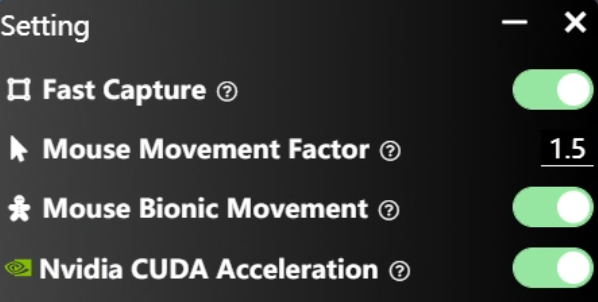 Setting
Fast Capture ?
Mouse Movement Factor ? 1.5
Mouse Bionic Movement ?
Nvidia CUDA Acceleration ?